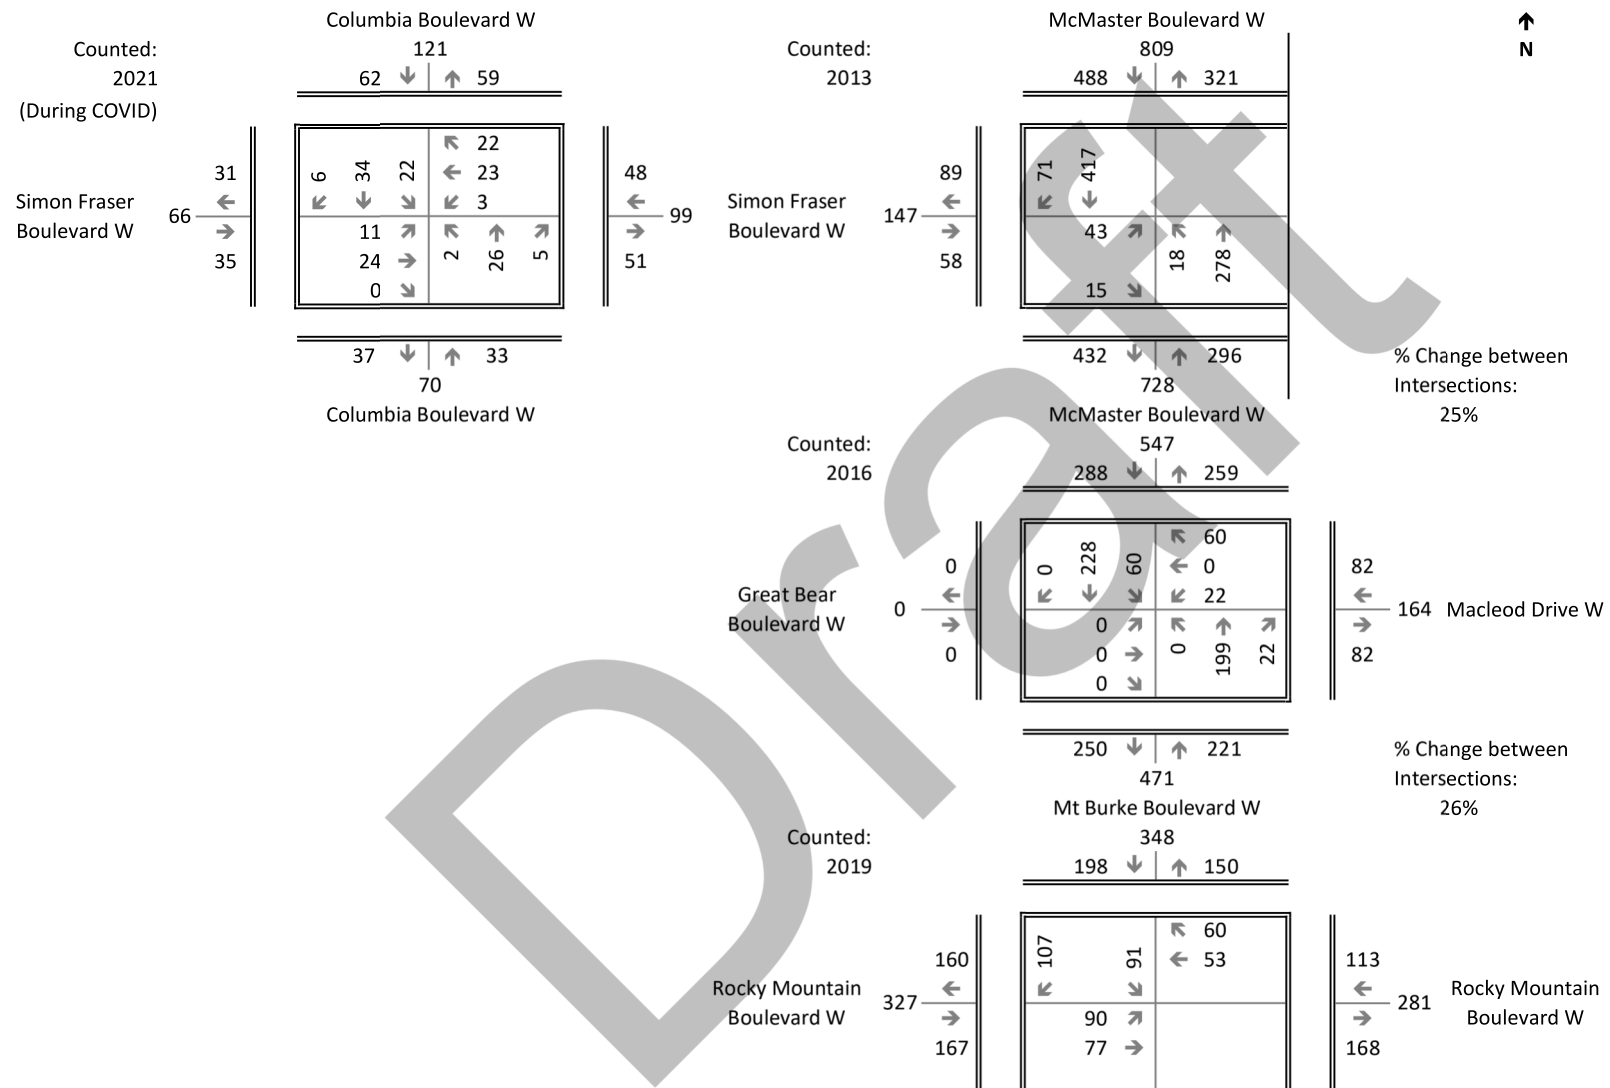 Columbia Boulevard W
McMaster Boulevard W
Counted:
121
Counted:
809
N
2021
62 59
2013
488 321
(During COVID)
22
31
6 34 22
23
48
89
71 417
Simon Fraser
3
Simon Fraser
66
99
147
Boulevard W
11
2 26 5
Boulevard W
43
18 278
35
24
51
58
0
15
37 33
432 296
% Change between
70
728
Intersections:
Columbia Boulevard W
McMaster Boulevard W
25%
Counted:
547
2016
288 259
60
0
0 228 60
0
82
Great Bear
22
0
164 Macleod Drive W
Boulevard W
0
0 199 22
0
0
82
0
250 221
% Change between
471
Intersections:
Mt Burke Boulevard W
26%
Counted:
348
2019
198 150
60
160
107 91
53
113
Rocky Mountain
Rocky Mountain
327
281
Boulevard W
90
Boulevard W
167
77
168
Draft